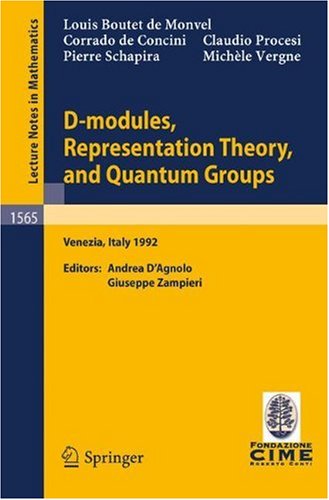 Louis Boutet de Monvel
Corrado de Concini Claudio Procesi
Pierre Schapira Michèle Vergne
Lecture Notes in Mathematics
1565
D-modules,
Representation Theory,
and Quantum Groups
Venezia, Italy 1992
Editors: Andrea D'Agnolo
Giuseppe Zampieri
Springer
FONDAZIONE
CIME
ROBERTO CONTI